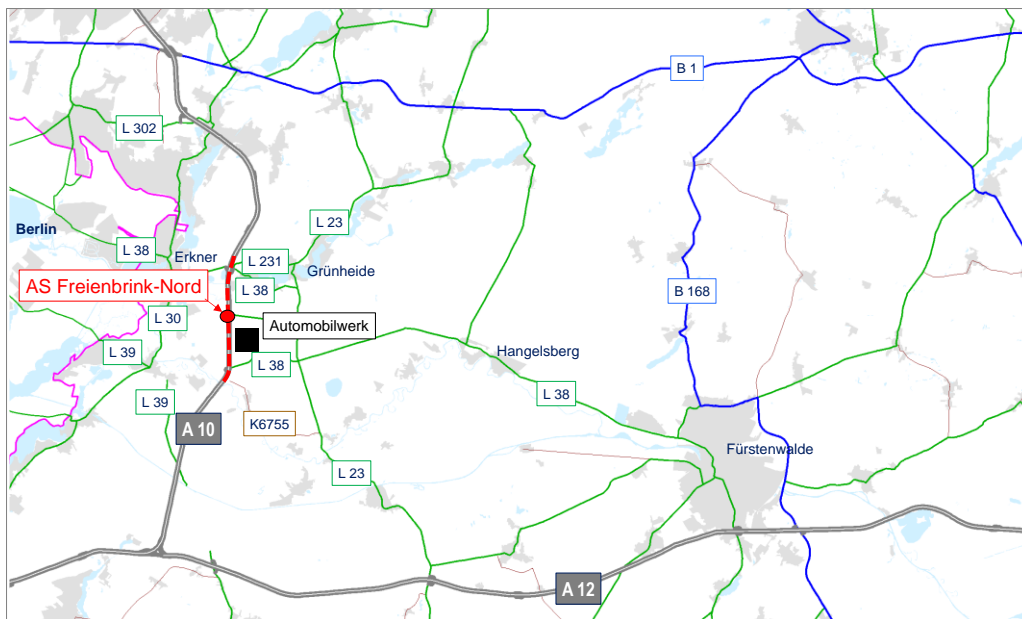 B 1
L 302
L 23
Berlin
L 38
Erkner
L 231
Grünheide
AS Freienbrink-Nord
L 38
B 168
L 30
Automobilwerk
L 39
L 38
Hangelsberg
L 39
L 38
A 10
K6755
Fürstenwalde
L 23
A 12